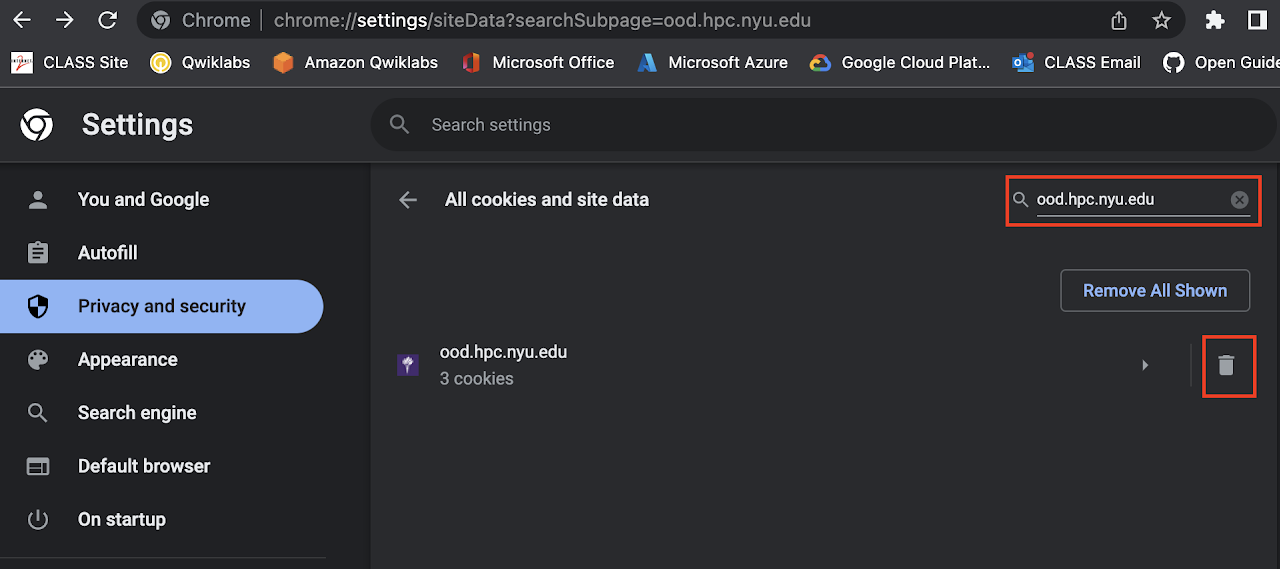 Chrome chrome://settings/siteData?searchSubpage=ood.hpc.nyu.edu
CLASS Site Qwiklabs Amazon Qwiklabs Microsoft Office Microsoft Azure Google Cloud Plat... CLASS Email Open Guide
Settings
Search settings
You and Google
Autofill
Privacy and security
Appearance
Search engine
Default browser
On startup
All cookies and site data
ood.hpc.nyu.edu
Remove All Shown
ood.hpc.nyu.edu
3 cookies